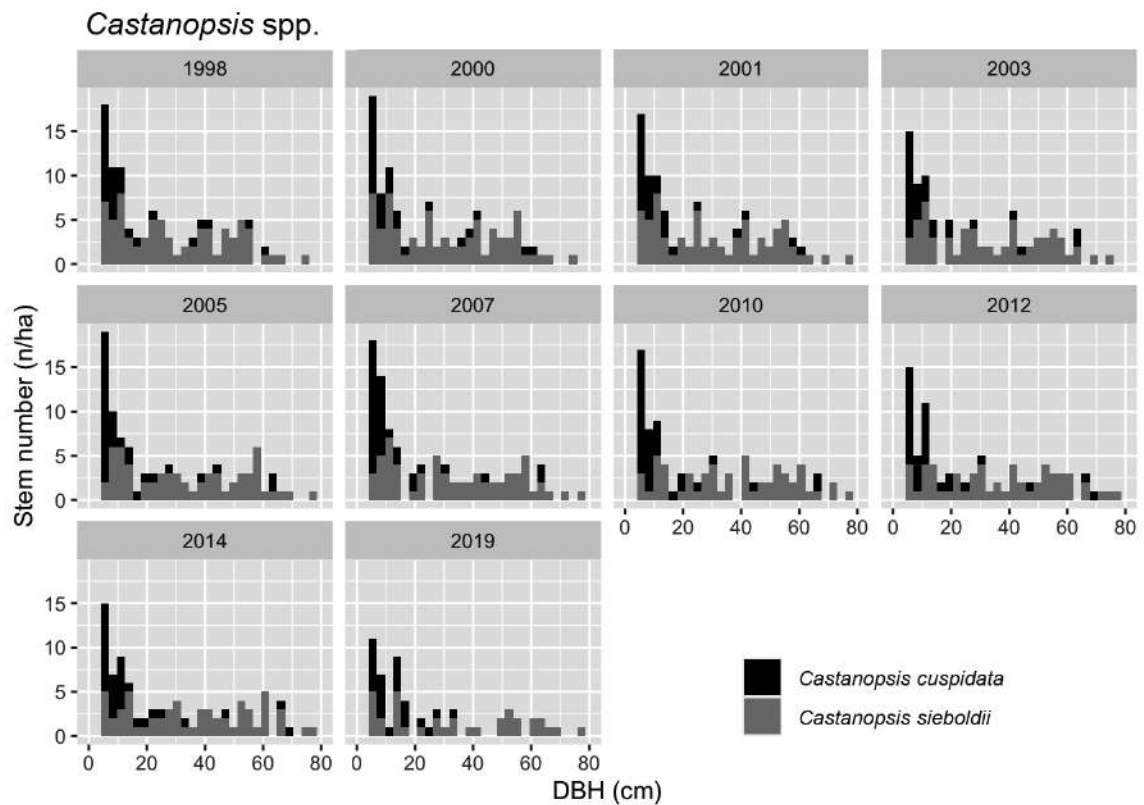 Castanopsis spp.
1998 2000 2001 2003
15
10
5
0
2005 2007 2010 2012
15
10
5
0
0 20 40 60 80 0 20 40 60 80
2014 2019
15
10
5
0
0 20 40 60 80 0 20 40 60 80
Stem number (n/ha)
DBH (cm)
Castanopsis cuspidata
Castanopsis sieboldii